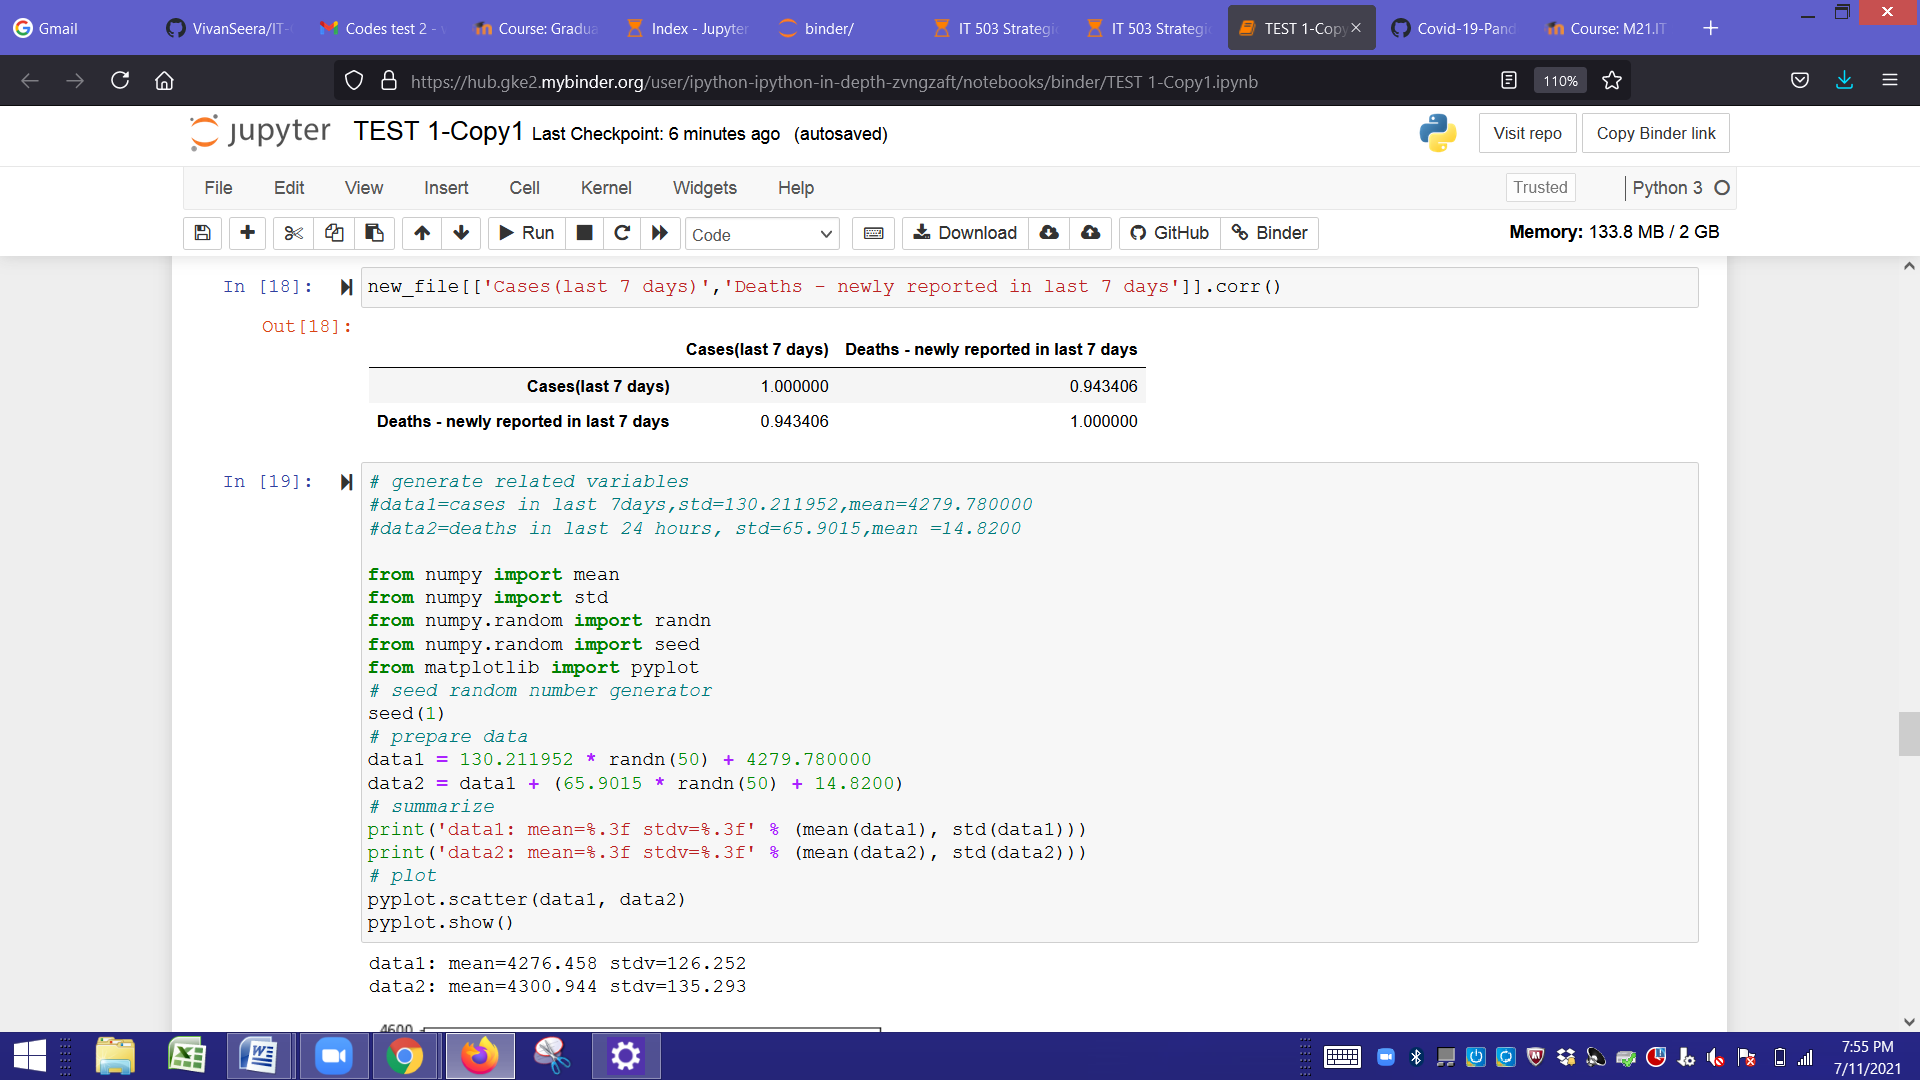 Gmail
VivanSeera/IT-
Codes test 2 -
Course: Gradua
Index - Jupyter
binder/
IT 503 Strategi
IT 503 Strategi
TEST 1-Copy
Covid-19-Pand
Course: M21.IT
https://hub.gke2.mybinder.org/user/ipython-ipython-in-depth-zvngzaft/notebooks/binder/TEST 1-Copy1.ipynb
110%
jupyter TEST 1-Copy1 Last Checkpoint: 6 minutes ago (autosaved)
Visit repo
Copy Binder link
File Edit View Insert Cell Kernel Widgets Help
Trusted
Python 3
Run
Code
Download
GitHub
Binder
Memory: 133.8 MB / 2 GB
In [18]: new_file[['Cases(last 7 days)','Deaths - newly reported in last 7 days']].corr()
Out[18]:
Cases(last 7 days) Deaths - newly reported in last 7 days
Cases(last 7 days) 1.000000 0.943406
Deaths - newly reported in last 7 days 0.943406 1.000000
In [19]: # generate related variables
#data1=cases in last 7days,std=130.211952,mean=4279.780000
#data2=deaths in last 24 hours, std=65.9015,mean =14.8200
from numpy import mean
from numpy import std
from numpy.random import randn
from numpy.random import seed
from matplotlib import pyplot
# seed random number generator
seed(1)
# prepare data
data1 = 130.211952 * randn(50) + 4279.780000
data2 = data1 + (65.9015 * randn(50) + 14.8200)
# summarize
print('data1: mean=%.3f stdv=%.3f' % (mean(data1), std(data1)))
print('data2: mean=%.3f stdv=%.3f' % (mean(data2), std(data2)))
# plot
pyplot.scatter(data1, data2)
pyplot.show()
data1: mean=4276.458 stdv=126.252
data2: mean=4300.944 stdv=135.293
4600
7:55 PM
7/11/2021